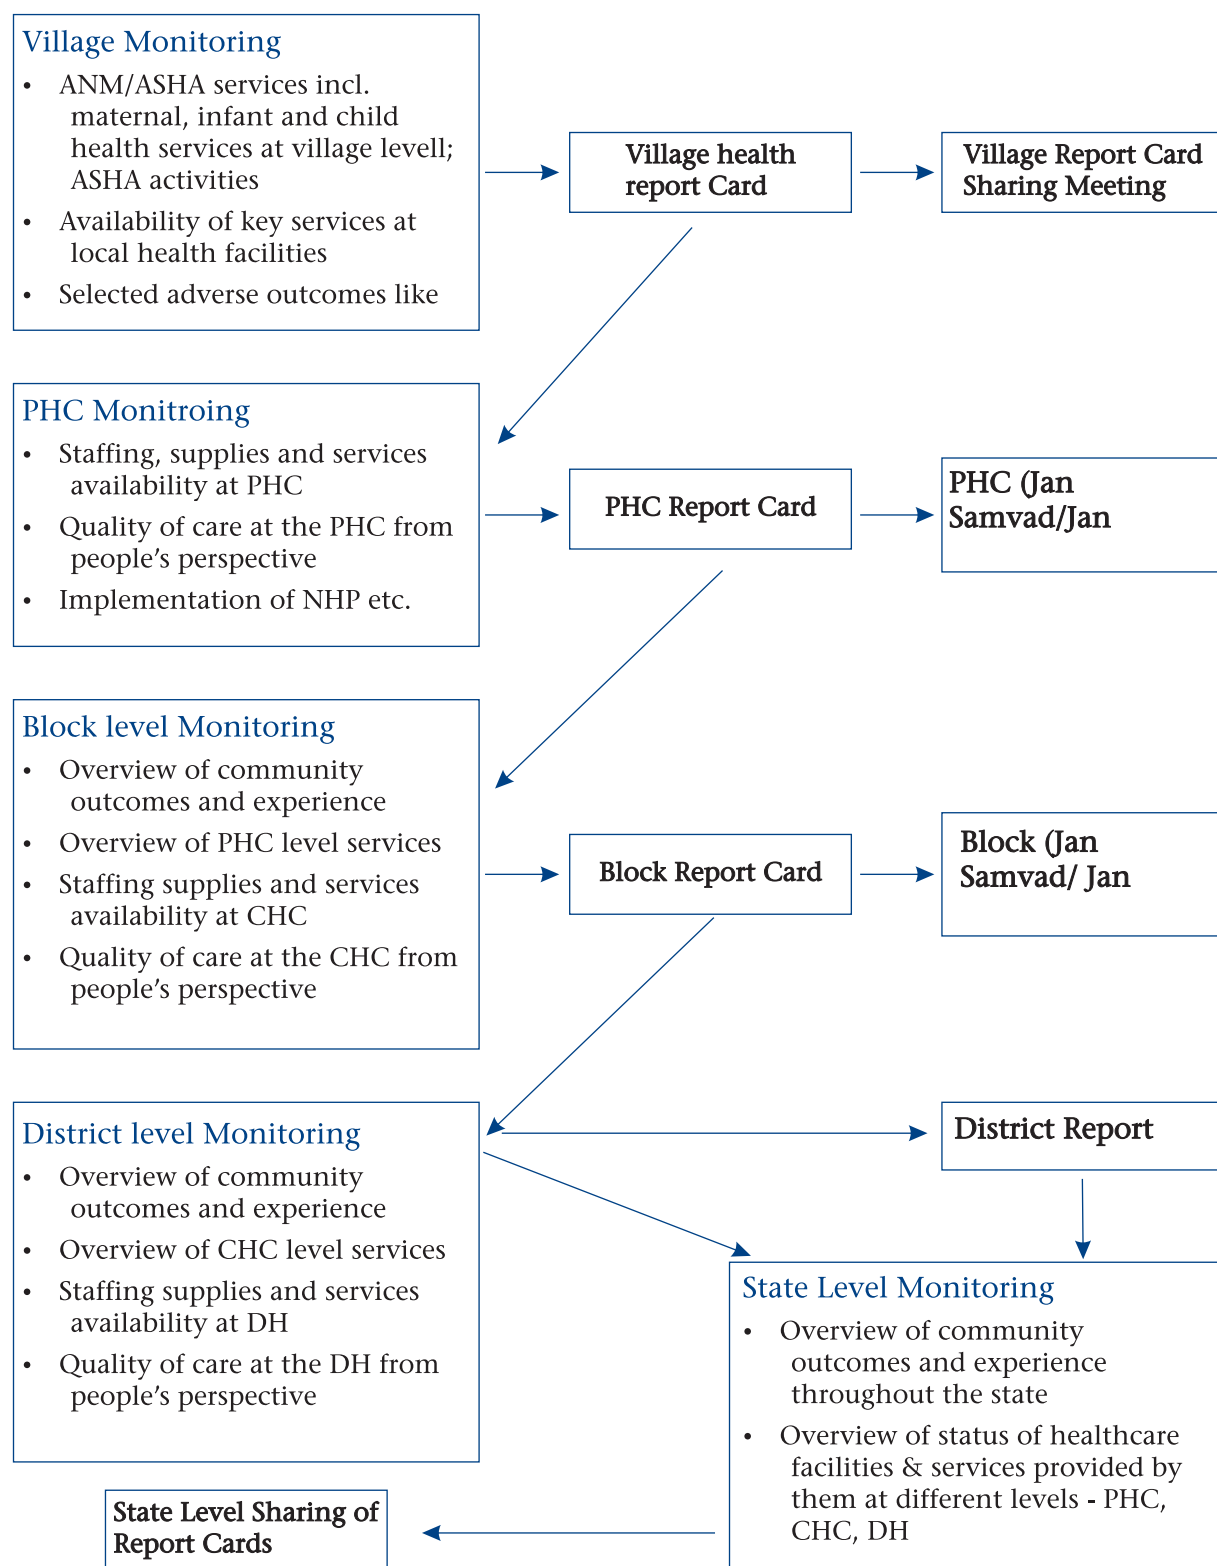 Village Monitoring
• ANM/ASHA services incl.
maternal, infant and child
health services at village levell;
ASHA activities
• Availability of key services at
local health facilities
• Selected adverse outcomes like
Village health
report Card
Village Report Card
Sharing Meeting
PHC Monitroing
• Staffing, supplies and services
availability at PHC
• Quality of care at the PHC from
people's perspective
• Implementation of NHP etc.
PHC Report Card
PHC (Jan
Samvad/Jan
Block level Monitoring
• Overview of community
outcomes and experience
• Overview of PHC level services
• Staffing supplies and services
availability at CHC
• Quality of care at the CHC from
people's perspective
Block Report Card
Block (Jan
Samvad/ Jan
District level Monitoring
• Overview of community
outcomes and experience
• Overview of CHC level services
• Staffing supplies and services
availability at DH
• Quality of care at the DH from
people's perspective
District Report
State Level Monitoring
• Overview of community
outcomes and experience
throughout the state
• Overview of status of healthcare
facilities & services provided by
them at different levels - PHC,
CHC, DH
State Level Sharing of
Report Cards